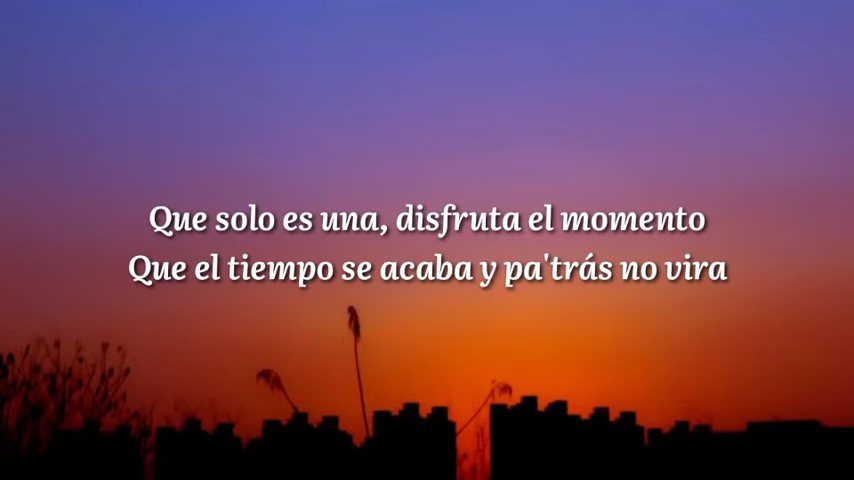 Que solo es una, disfruta el momento
Que el tiempo se acaba y pa'trás no vira